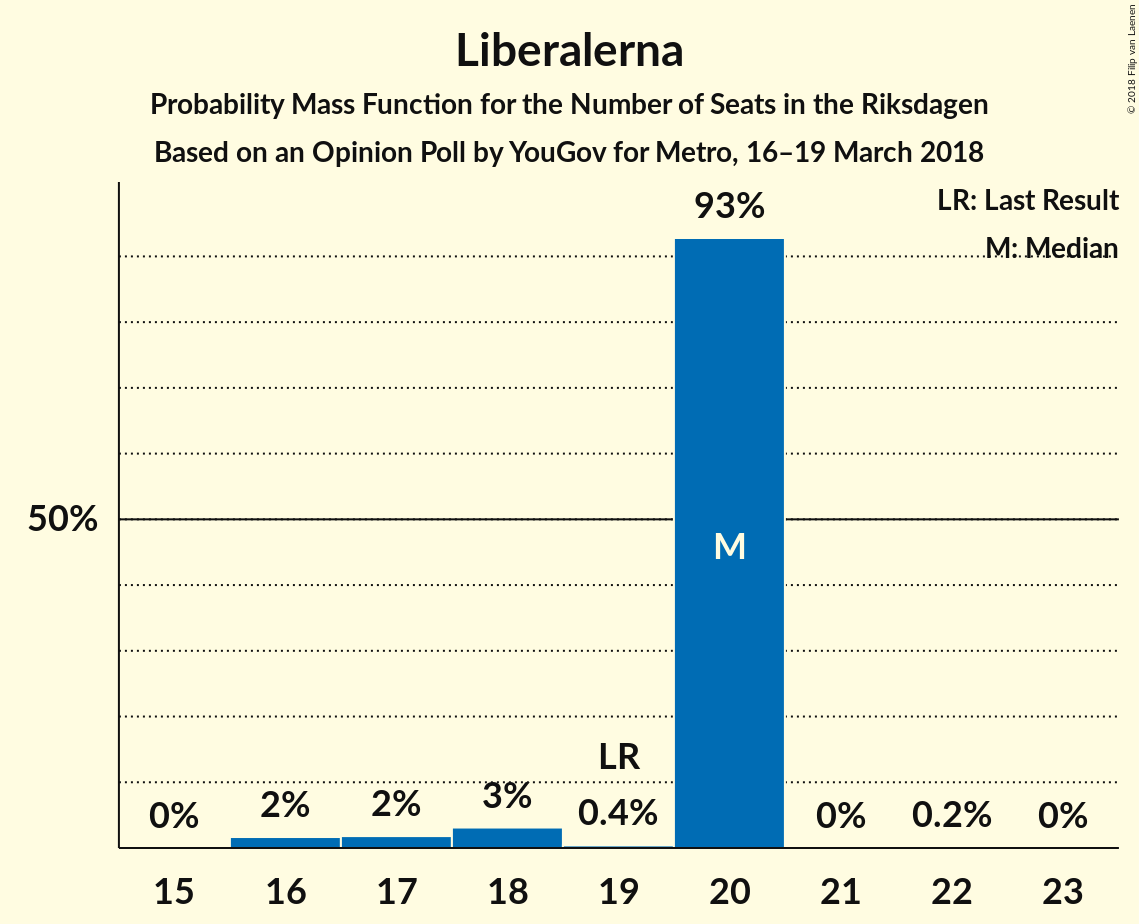 Liberalerna
Probability Mass Function for the Number of Seats in the Riksdagen
Based on an Opinion Poll by YouGov for Metro, 16–19 March 2018
© 2018 Filip van Laenen
LR: Last Result
M: Median
93%
50%
M
LR
0% 2% 2% 3% 0.4% 0% 0.2% 0%
15 16 17 18 19 20 21 22 23